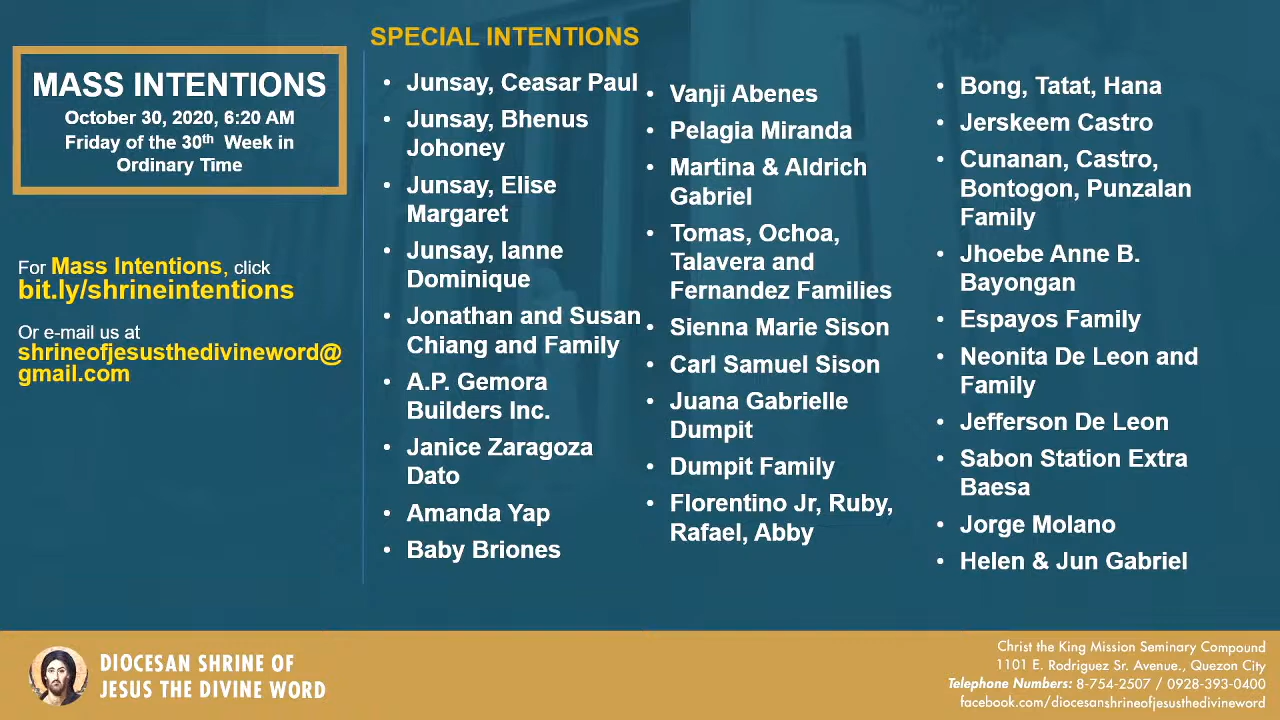 MASS INTENTIONS
October 30, 2020, 6:20 AM
Friday of the 30th Week in
Ordinary Time
For Mass Intentions, click
bit.ly/shrineintentions
Or e-mail us at
shrineofjesusthedivineword@
gmail.com
SPECIAL INTENTIONS
• Junsay, Ceasar Paul
• Junsay, Bhenus
Johoney
• Junsay, Elise
Margaret
• Junsay, Ianne
Dominique
• Jonathan and Susan
Chiang and Family
• A.P. Gemora
Builders Inc.
• Janice Zaragoza
Dato
• Amanda Yap
• Baby Briones
• Vanji Abenes
• Pelagia Miranda
• Martina & Aldrich
Gabriel
• Tomas, Ochoa,
Talavera and
Fernandez Families
• Sienna Marie Sison
• Carl Samuel Sison
• Juana Gabrielle
Dumpit
• Dumpit Family
• Florentino Jr, Ruby,
Rafael, Abby
• Bong, Tatat, Hana
• Jerskeem Castro
• Cunanan, Castro,
Bontogon, Punzalan
Family
• Jhoebe Anne B.
Bayongan
• Espayos Family
• Neonita De Leon and
Family
• Jefferson De Leon
• Sabon Station Extra
Baesa
• Jorge Molano
• Helen & Jun Gabriel
DIOCESAN SHRINE OF
JESUS THE DIVINE WORD
Christ the King Mission Seminary Compound
1101 E. Rodriguez Sr. Avenue., Quezon City
Telephone Numbers: 8-754-2507 / 0928-393-0400
facebook.com/diocesanshrineofjesusthedivineword